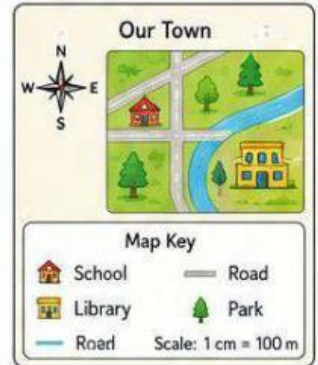 Our Town
N
W E
S
Map Key
School Road
Library Park
Road Scale: 1 cm = 100 m